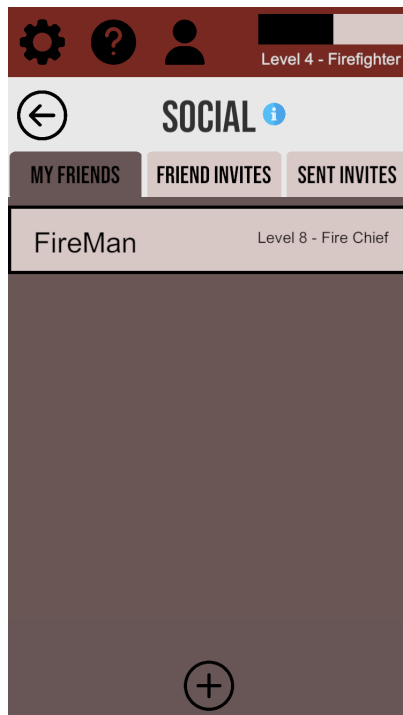 Level 4 - Firefighter
SOCIAL
MY FRIENDS FRIEND INVITES SENT INVITES
FireMan Level 8 - Fire Chief